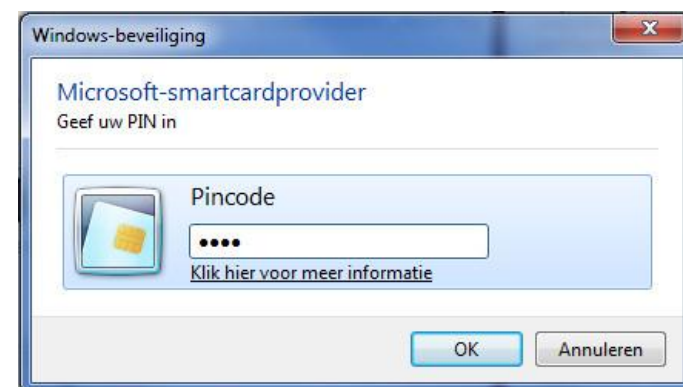 Windows-beveiliging
Microsoft-smartcardprovider
Geef uw PIN in
Pincode
••••
Klik hier voor meer informatie
OK
Annuleren